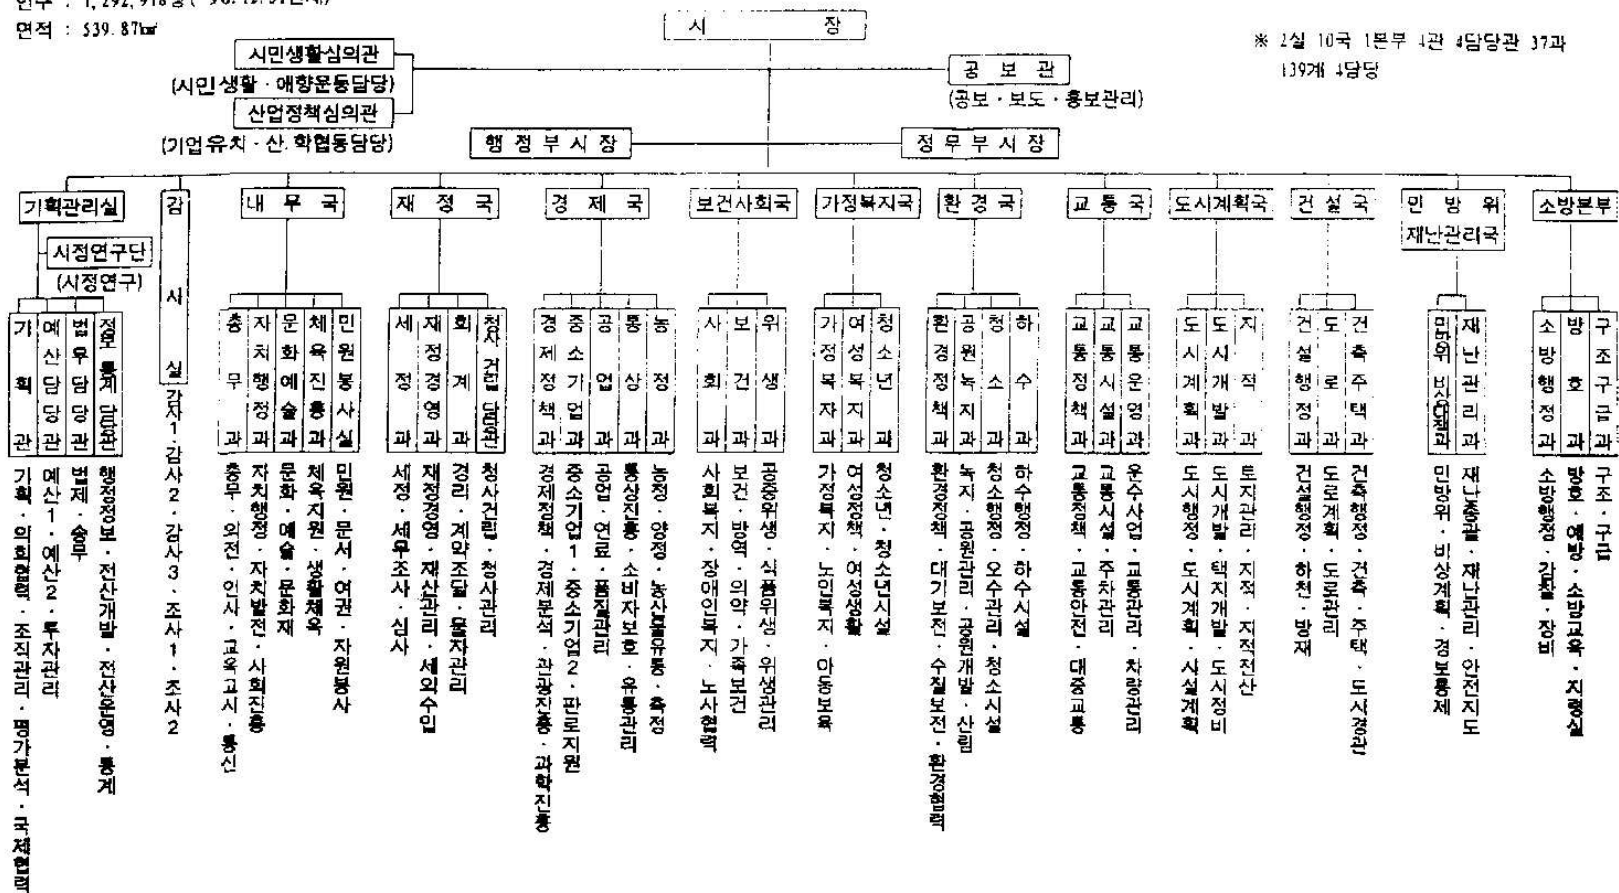 면적 : 539.87㎢
시 장
※ 2실 10국 1본부 4관 4담당관 37과
139개 4담당
시민생활심의관
(시민생활·애향운동담당)
산업정책심의관
(기업유치·산.학협동담당)
공보관
(공보·보도·홍보관리)
행정부시장
정무부시장
기획관리실
시정연구단
(시정연구)
감사실
내무국
재정국
경제국
보건사회국
가정복지국
환경국
교통국
도시계획국
건설국
민방위
재난관리국
소방본부
기획관
예산담당관
법무담당관
정보통계담당관
총무과
자치행정과
문화예술과
체육진흥과
민원봉사실
세정과
재정경영과
회계과
청사건립담당관
경제정책과
중소기업과
공업과
통상과
농정과
사회과
보건과
위생과
가정복지과
여성복지과
청소년과
환경정책과
공원녹지과
청소과
하수과
교통정책과
교통시설과
교통운영과
도시계획과
도시개발과
지적과
건설행정과
도로과
건축주택과
민방위비상대책과
재난관리과
소방행정과
방호과
구조구급과
기획·의회협력·조직관리·평가분석·국제협력
예산1·예산2·투자관리
법제·송무
행정정보·전산개발·전산운영·통계
감사1·감사2·감사3·조사1·조사2
총무·의전·인사·교육고시·통신
자치행정·자치발전·사회진흥
문화·예술·문화재
체육지원·생활체육
민원·문서·여권·자원봉사
세정·세무조사·심사
재정경영·재산관리·세외수입
경리·계약조달·물자관리
청사건립·청사관리
경제정책·경제분석·관광진흥·과학진흥
중소기업1·중소기업2·판로지원
공업·연료·품질관리
통상진흥·소비자보호·유통관리
농정·양정·농산물유통·축정
사회복지·장애인복지·노사협력
보건·방역·의약·가족보건
공중위생·식품위생·위생관리
가정복지·노인복지·아동보육
여성정책·여성생활
청소년·청소년시설
환경정책·대기보전·수질보전·환경협력
녹지·공원관리·공원개발·산림
청소행정·오수관리·청소시설
하수행정·하수시설
교통정책·교통안전·대중교통
교통시설·주차관리
운수사업·교통관리·차량관리
도시행정·도시계획·시설계획
도시개발·택지개발·도시정비
토지관리·지적·지적전산
건설행정·하천·방재
도로계획·도로관리
건축행정·건축·주택·도시경관
민방위·비상계획·경보통제
재난총괄·재난관리·안전지도
소방행정·감찰·장비
방호·예방·소방교육·지령실
구조·구급